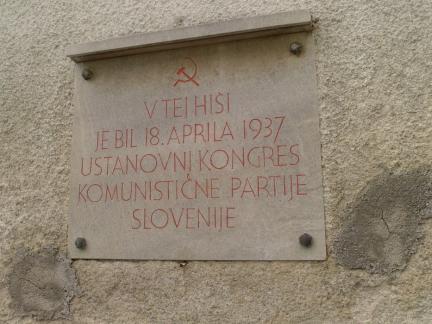 V TEJ HIŠI
JE BIL 18. APRILA 1937
USTANOVNI KONGRES
KOMUNISTIČNE PARTIJE
SLOVENIJE